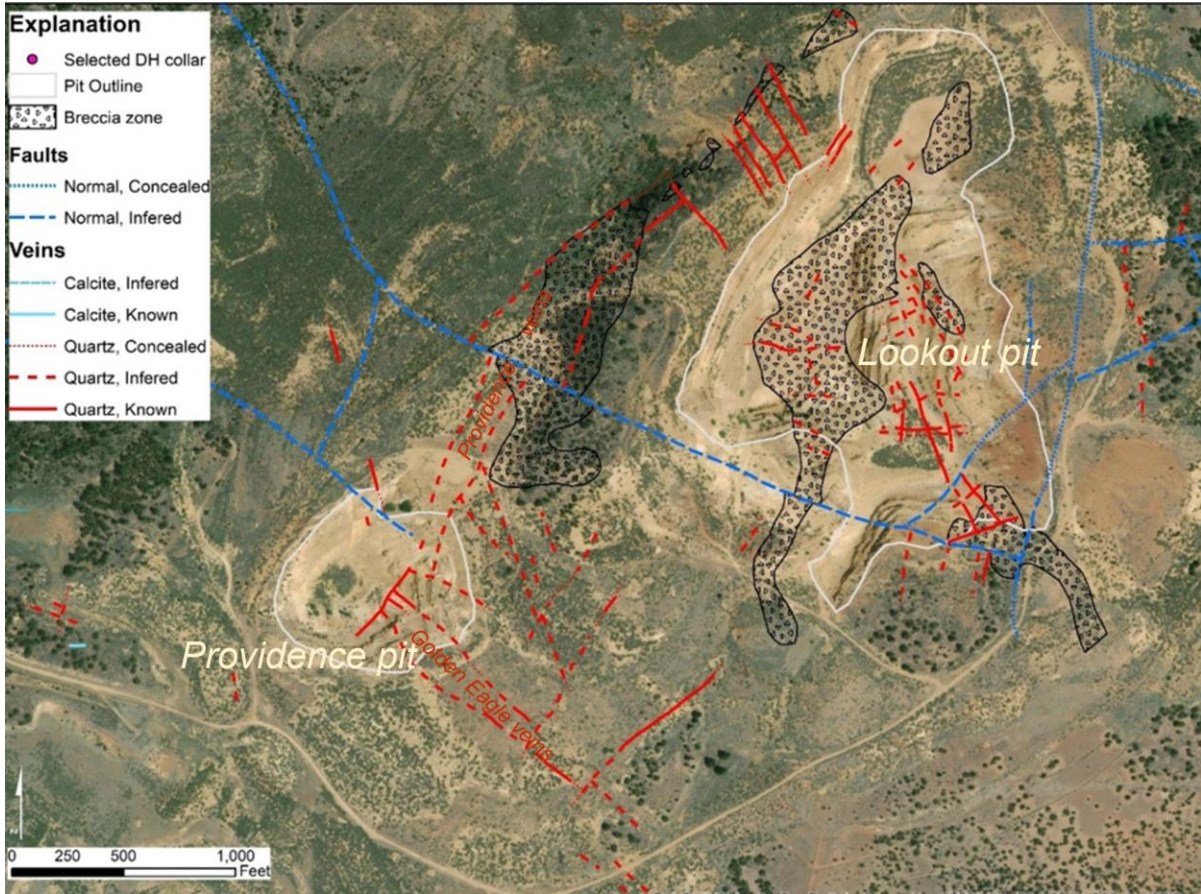 Explanation
Selected DH collar
Pit Outline
Breccia zone
Faults
Normal, Concealed
Normal, Infered
Veins
Calcite, Infered
Calcite, Known
Quartz, Concealed
Quartz, Infered
Quartz, Known
Providence veins
Lookout pit
Providence pit
Golden Eagle veins
0 250 500 1,000
Feet